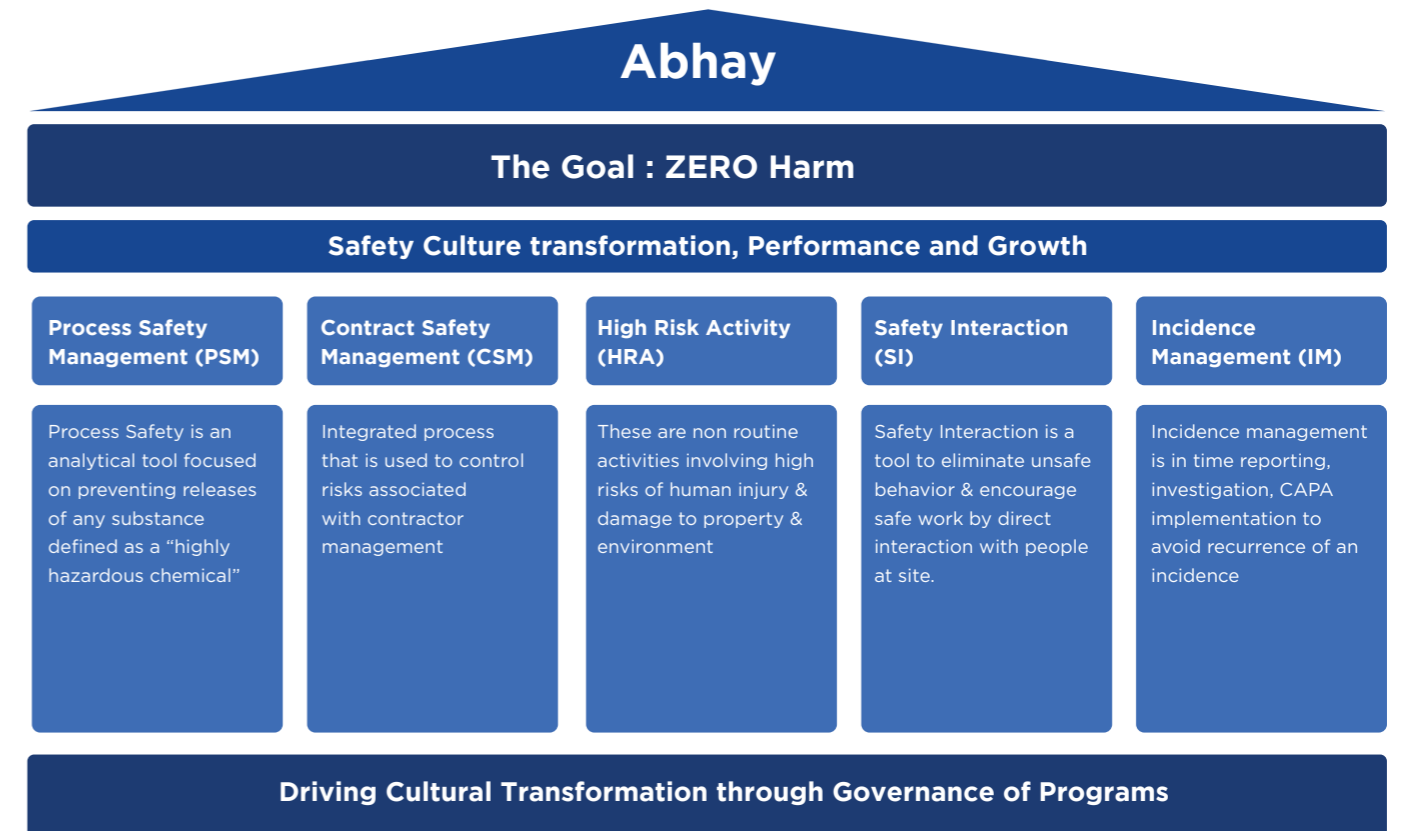 Abhay
The Goal : ZERO Harm
Safety Culture transformation, Performance and Growth
Process Safety
Management (PSM)
Process Safety is an
analytical tool focused
on preventing releases
of any substance
defined as a “highly
hazardous chemical”
Contract Safety
Management (CSM)
Integrated process
that is used to control
risks associated
with contractor
management
High Risk Activity
(HRA)
These are non routine
activities involving high
risks of human injury &
damage to property &
environment
Safety Interaction
(SI)
Safety Interaction is a
tool to eliminate unsafe
behavior & encourage
safe work by direct
interaction with people
at site.
Incidence
Management (IM)
Incidence management
is in time reporting,
investigation, CAPA
implementation to
avoid recurrence of an
incidence
Driving Cultural Transformation through Governance of Programs